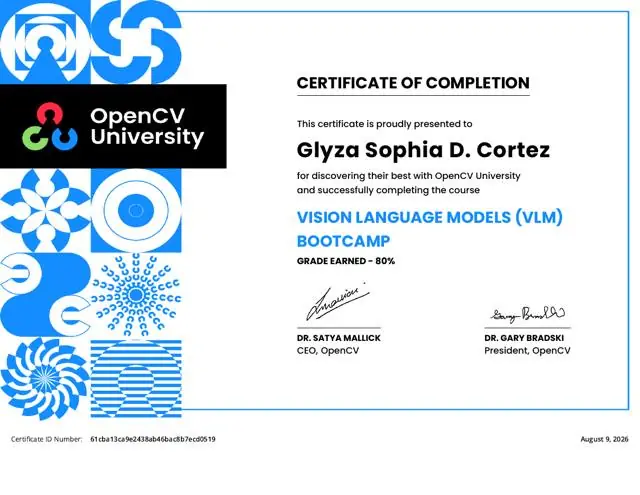 OpenCV
University
CERTIFICATE OF COMPLETION
This certificate is proudly presented to
Glyza Sophia D. Cortez
for discovering their best with OpenCV University
and successfully completing the course
VISION LANGUAGE MODELS (VLM)
BOOTCAMP
GRADE EARNED - 80%
DR. SATYA MALLICK
CEO, OpenCV
DR. GARY BRADSKI
President, OpenCV
Certificate ID Number: 61cba13ca9e2438ab46bac8b7ecd0519
August 9, 2026